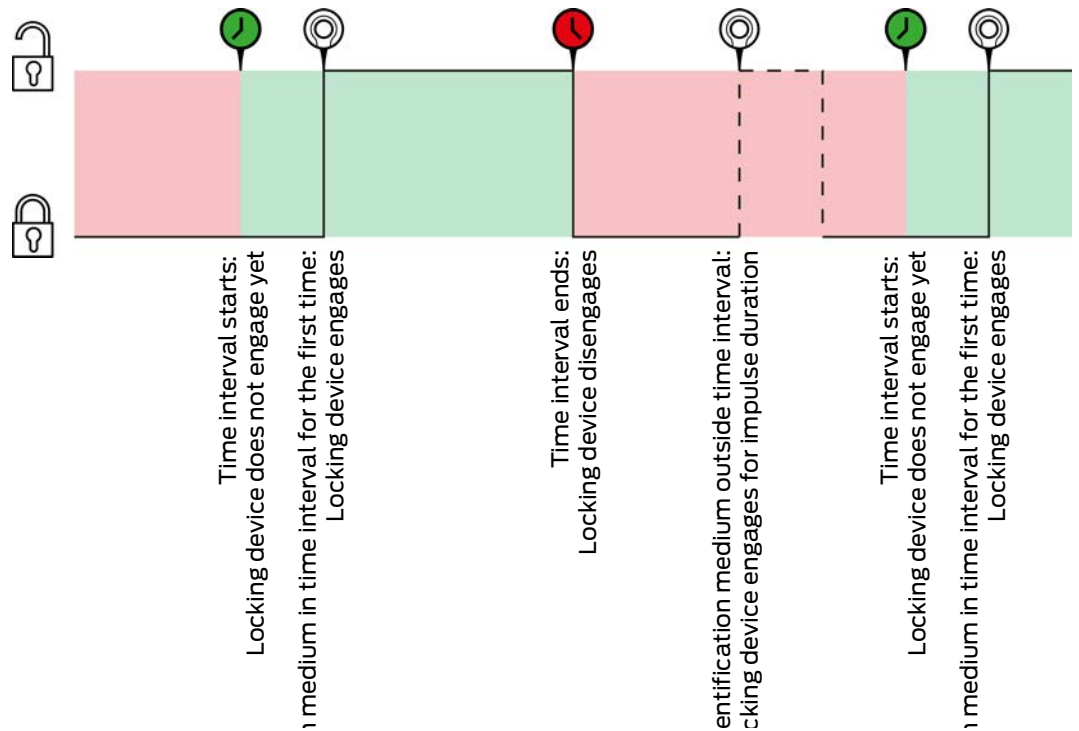 Time interval starts:
Locking device does not engage yet
medium in time interval for the first time:
Locking device engages
Time interval ends:
Locking device disengages
medium outside time interval:
device engages for impulse duration
Time interval starts:
Locking device does not engage yet
medium in time interval for the first time:
Locking device engages